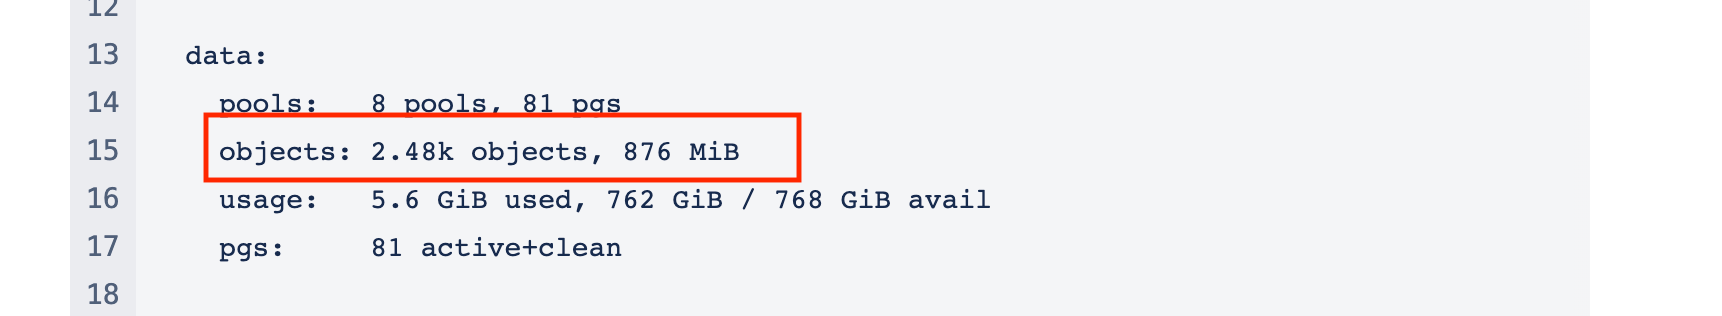 12
13 data:
14 pools: 8 pools, 81 pgs
15 objects: 2.48k objects, 876 MiB
16 usage: 5.6 GiB used, 762 GiB / 768 GiB avail
17 pgs: 81 active+clean
18